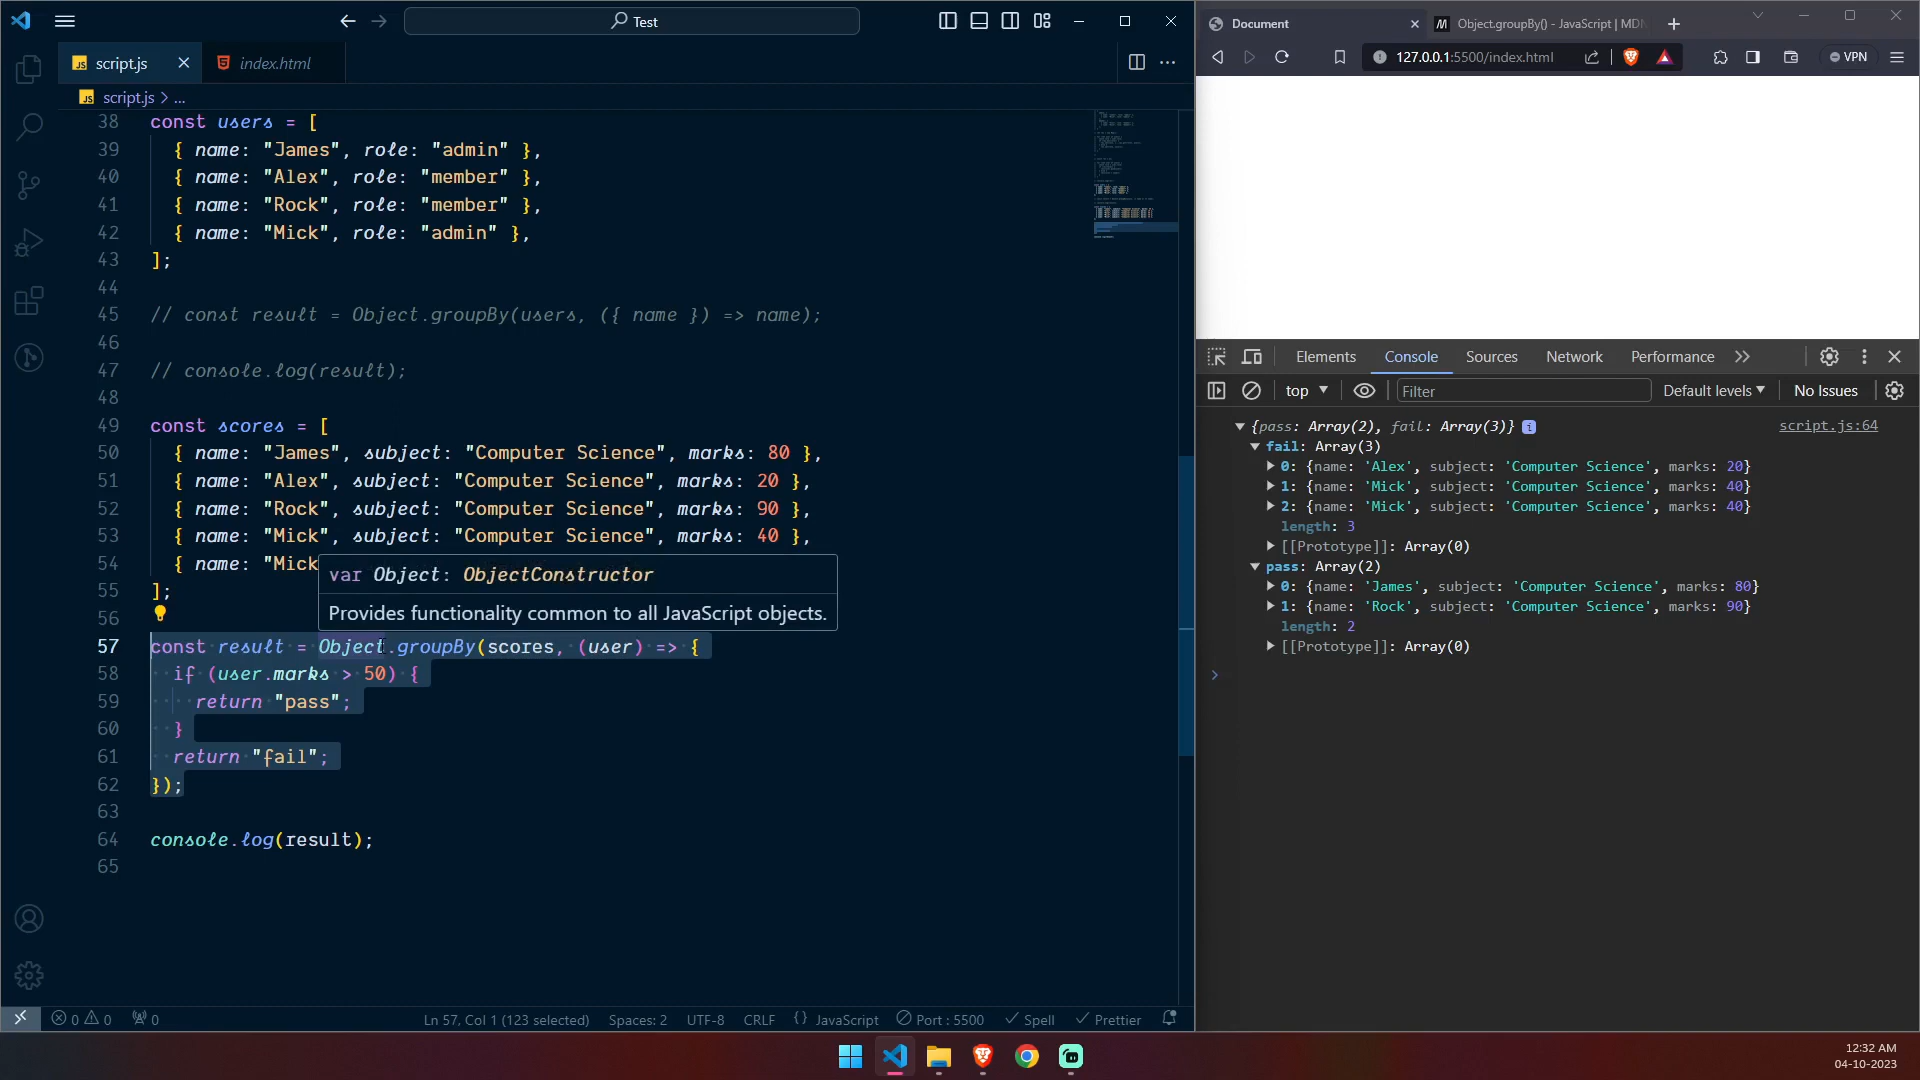 Test
script.js
index.html
script.js > ...
38 const users = [
39 { name: "James", role: "admin" },
40 { name: "Alex", role: "member" },
41 { name: "Rock", role: "member" },
42 { name: "Mick", role: "admin" },
43 ];
44
45 // const result = Object.groupBy(users, ({ name }) => name);
46
47 // console.log(result);
48
49 const scores = [
50 { name: "James", subject: "Computer Science", marks: 80 },
51 { name: "Alex", subject: "Computer Science", marks: 20 },
52 { name: "Rock", subject: "Computer Science", marks: 90 },
53 { name: "Mick", subject: "Computer Science", marks: 40 },
54 { name: "Mick
var Object: ObjectConstructor
Provides functionality common to all JavaScript objects.
55 ];
56
57 const result = Object.groupBy(scores, (user) => {
58 if (user.marks > 50) {
59 return "pass";
60 }
61 return "fail";
62 });
63
64 console.log(result);
65
0 0 0 Ln 57, Col 1 (123 selected) Spaces: 2 UTF-8 CRLF {} JavaScript Port : 5500 Spell Prettier
Document
Object.groupBy() - JavaScript | MDN
127.0.0.1:5500/index.html
VPN
Elements Console Sources Network Performance
top Filter Default levels No Issues
{pass: Array(2), fail: Array(3)} i script.js:64
fail: Array(3)
0: {name: 'Alex', subject: 'Computer Science', marks: 20}
1: {name: 'Mick', subject: 'Computer Science', marks: 40}
2: {name: 'Mick', subject: 'Computer Science', marks: 40}
length: 3
[[Prototype]]: Array(0)
pass: Array(2)
0: {name: 'James', subject: 'Computer Science', marks: 80}
1: {name: 'Rock', subject: 'Computer Science', marks: 90}
length: 2
[[Prototype]]: Array(0)
12:32 AM
04-10-2023